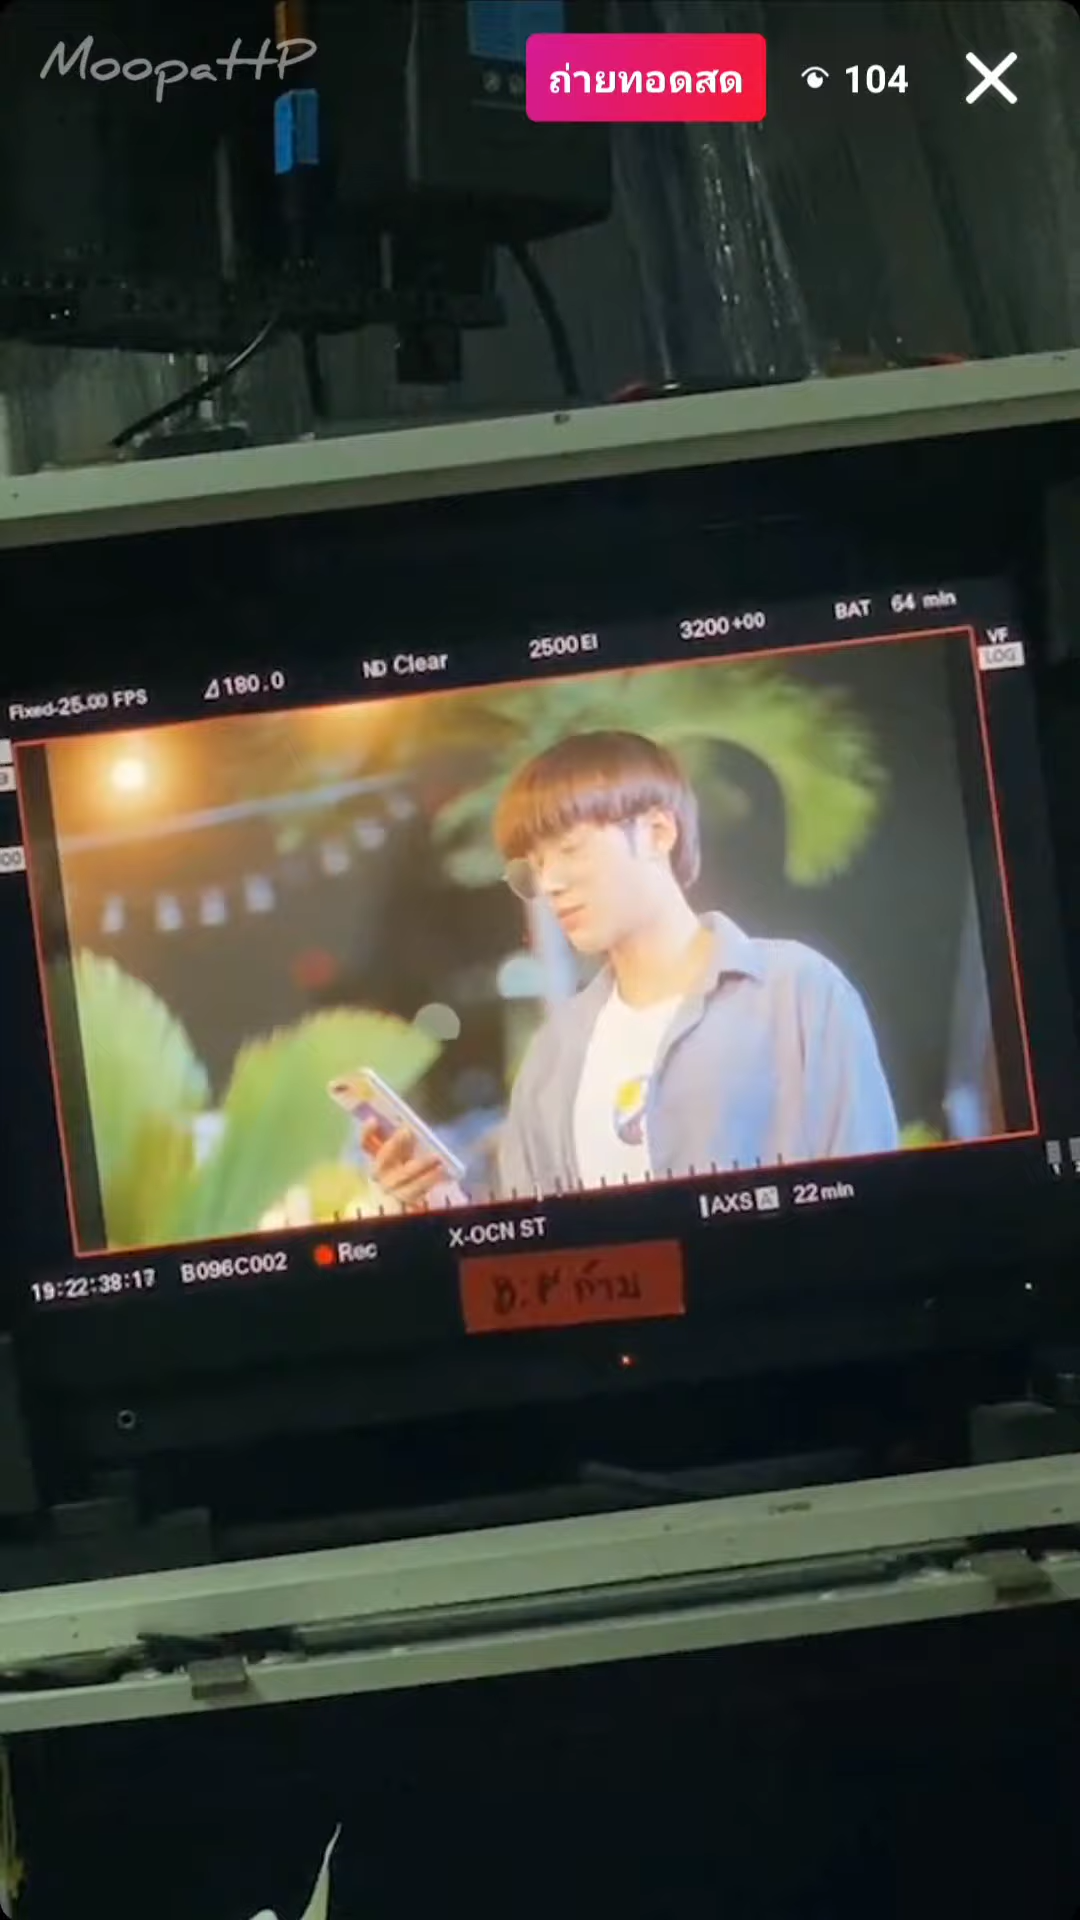 MoopaHP
ถ่ายทอดสด 104
Fixed-25.00 FPS 180.0 ND Clear 2500 EI 3200+00 BAT 64 min
VF
LOG
19:22:38:17 B096C002 Rec X-OCN ST AXS A 22 min